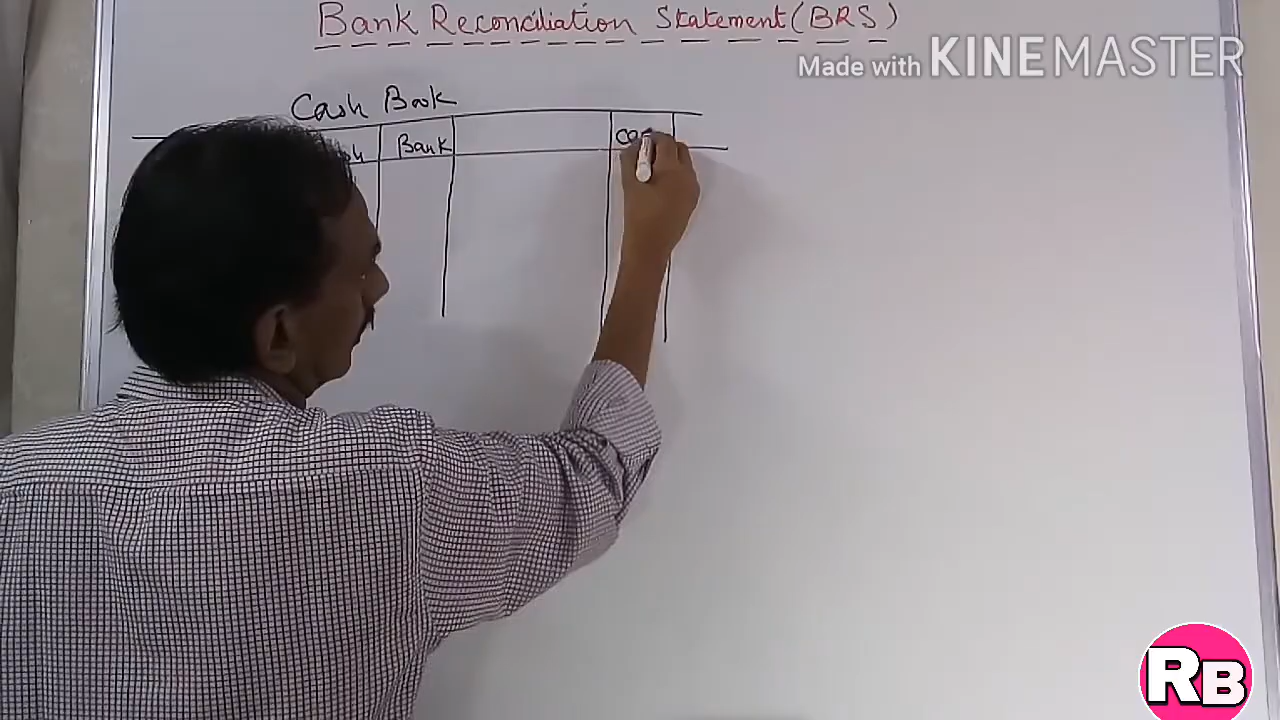 Bank Reconciliation Statement (BRS)
Made with KINEMASTER
Cash Book
Bank
RB